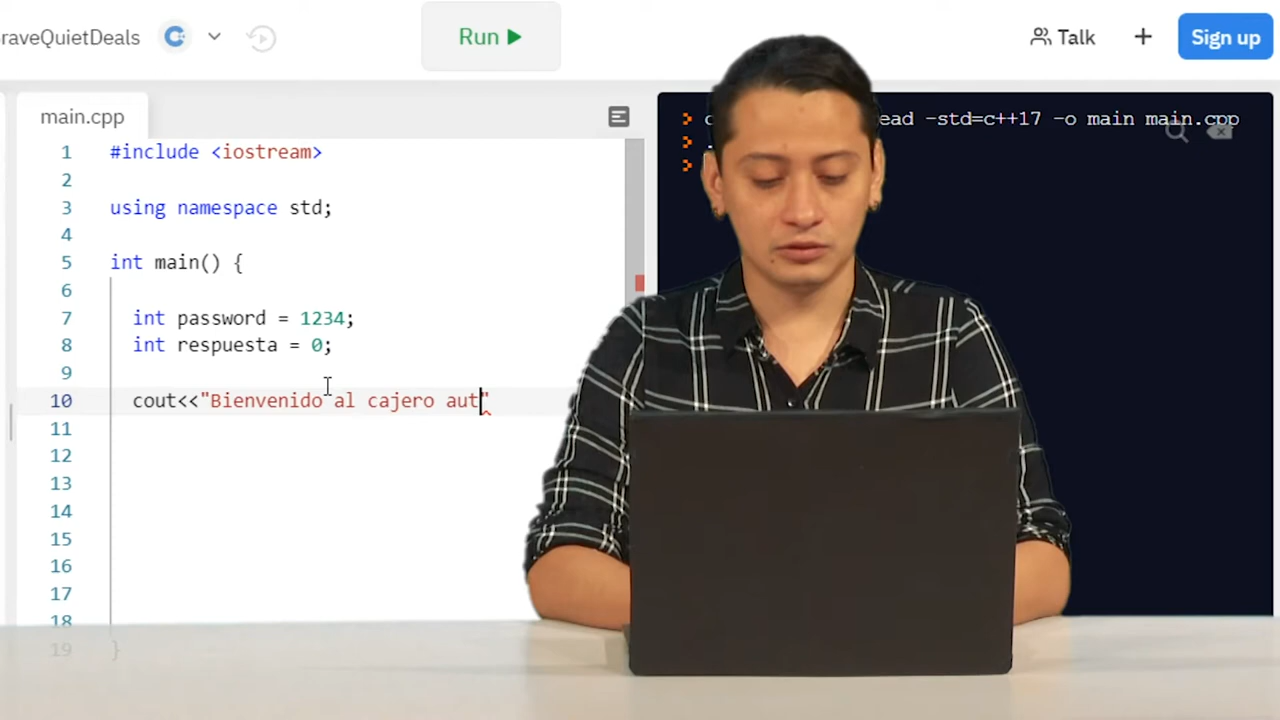 raveQuietDeals
Run
Talk
Sign up
main.cpp
1 #include <iostream>
2
3 using namespace std;
4
5 int main() {
6
7 int password = 1234;
8 int respuesta = 0;
9
10 cout<<"Bienvenido al cajero aut"
11
12
13
14
15
16
17
18
19 }
ead -std=c++17 -o main main.cpp